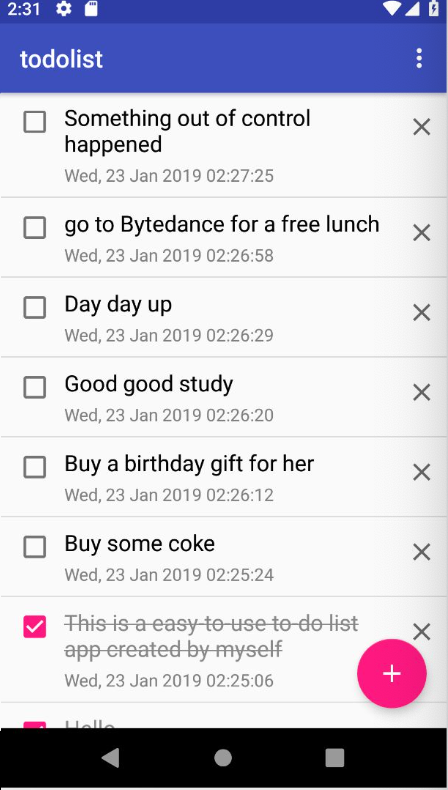 2:31
todolist
Something out of control
happened
Wed, 23 Jan 2019 02:27:25
go to Bytedance for a free lunch
Wed, 23 Jan 2019 02:26:58
Day day up
Wed, 23 Jan 2019 02:26:29
Good good study
Wed, 23 Jan 2019 02:26:20
Buy a birthday gift for her
Wed, 23 Jan 2019 02:26:12
Buy some coke
Wed, 23 Jan 2019 02:25:24
This is a easy-to-use to-do list
app created by myself
Wed, 23 Jan 2019 02:25:06
Hello